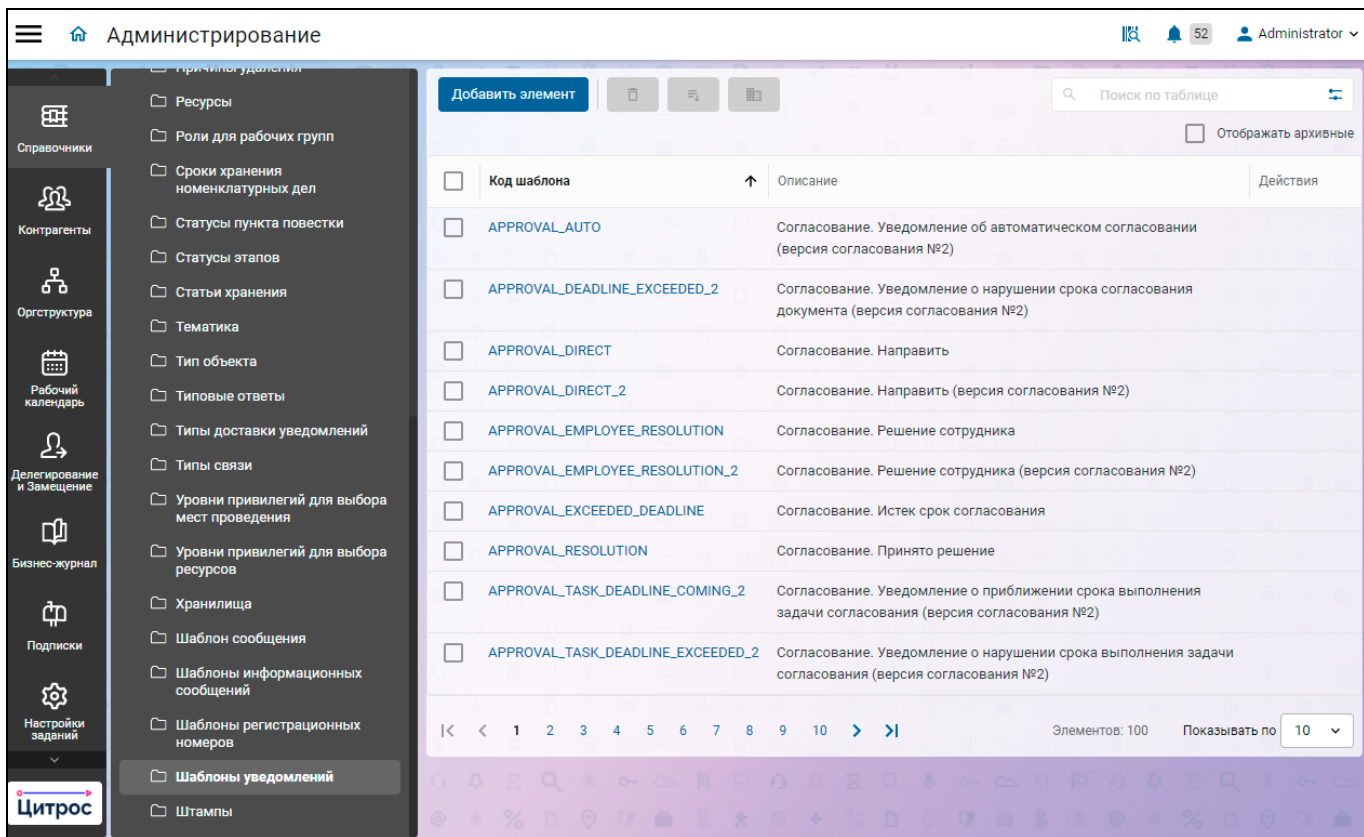 Администрирование
52
Administrator
Справочники
Контрагенты
Оргструктура
Рабочий
календарь
Делегирование
и Замещение
Бизнес-журнал
Подписки
Настройки
заданий
Цитрос
Причины удаления
Ресурсы
Роли для рабочих групп
Сроки хранения
номенклатурных дел
Статусы пункта повестки
Статусы этапов
Статьи хранения
Тематика
Тип объекта
Типовые ответы
Типы доставки уведомлений
Типы связи
Уровни привилегий для выбора
мест проведения
Уровни привилегий для выбора
ресурсов
Хранилища
Шаблон сообщения
Шаблоны информационных
сообщений
Шаблоны регистрационных
номеров
Шаблоны уведомлений
Штампы
Добавить элемент
Поиск по таблице
Отображать архивные
Код шаблона Описание Действия
APPROVAL_AUTO Согласование. Уведомление об автоматическом согласовании
(версия согласования №2)
APPROVAL_DEADLINE_EXCEEDED_2 Согласование. Уведомление о нарушении срока согласования
документа (версия согласования №2)
APPROVAL_DIRECT Согласование. Направить
APPROVAL_DIRECT_2 Согласование. Направить (версия согласования №2)
APPROVAL_EMPLOYEE_RESOLUTION Согласование. Решение сотрудника
APPROVAL_EMPLOYEE_RESOLUTION_2 Согласование. Решение сотрудника (версия согласования №2)
APPROVAL_EXCEEDED_DEADLINE Согласование. Истек срок согласования
APPROVAL_RESOLUTION Согласование. Принято решение
APPROVAL_TASK_DEADLINE_COMING_2 Согласование. Уведомление о приближении срока выполнения
задачи согласования (версия согласования №2)
APPROVAL_TASK_DEADLINE_EXCEEDED_2 Согласование. Уведомление о нарушении срока выполнения задачи
согласования (версия согласования №2)
1 2 3 4 5 6 7 8 9 10 Элементов: 100 Показывать по 10